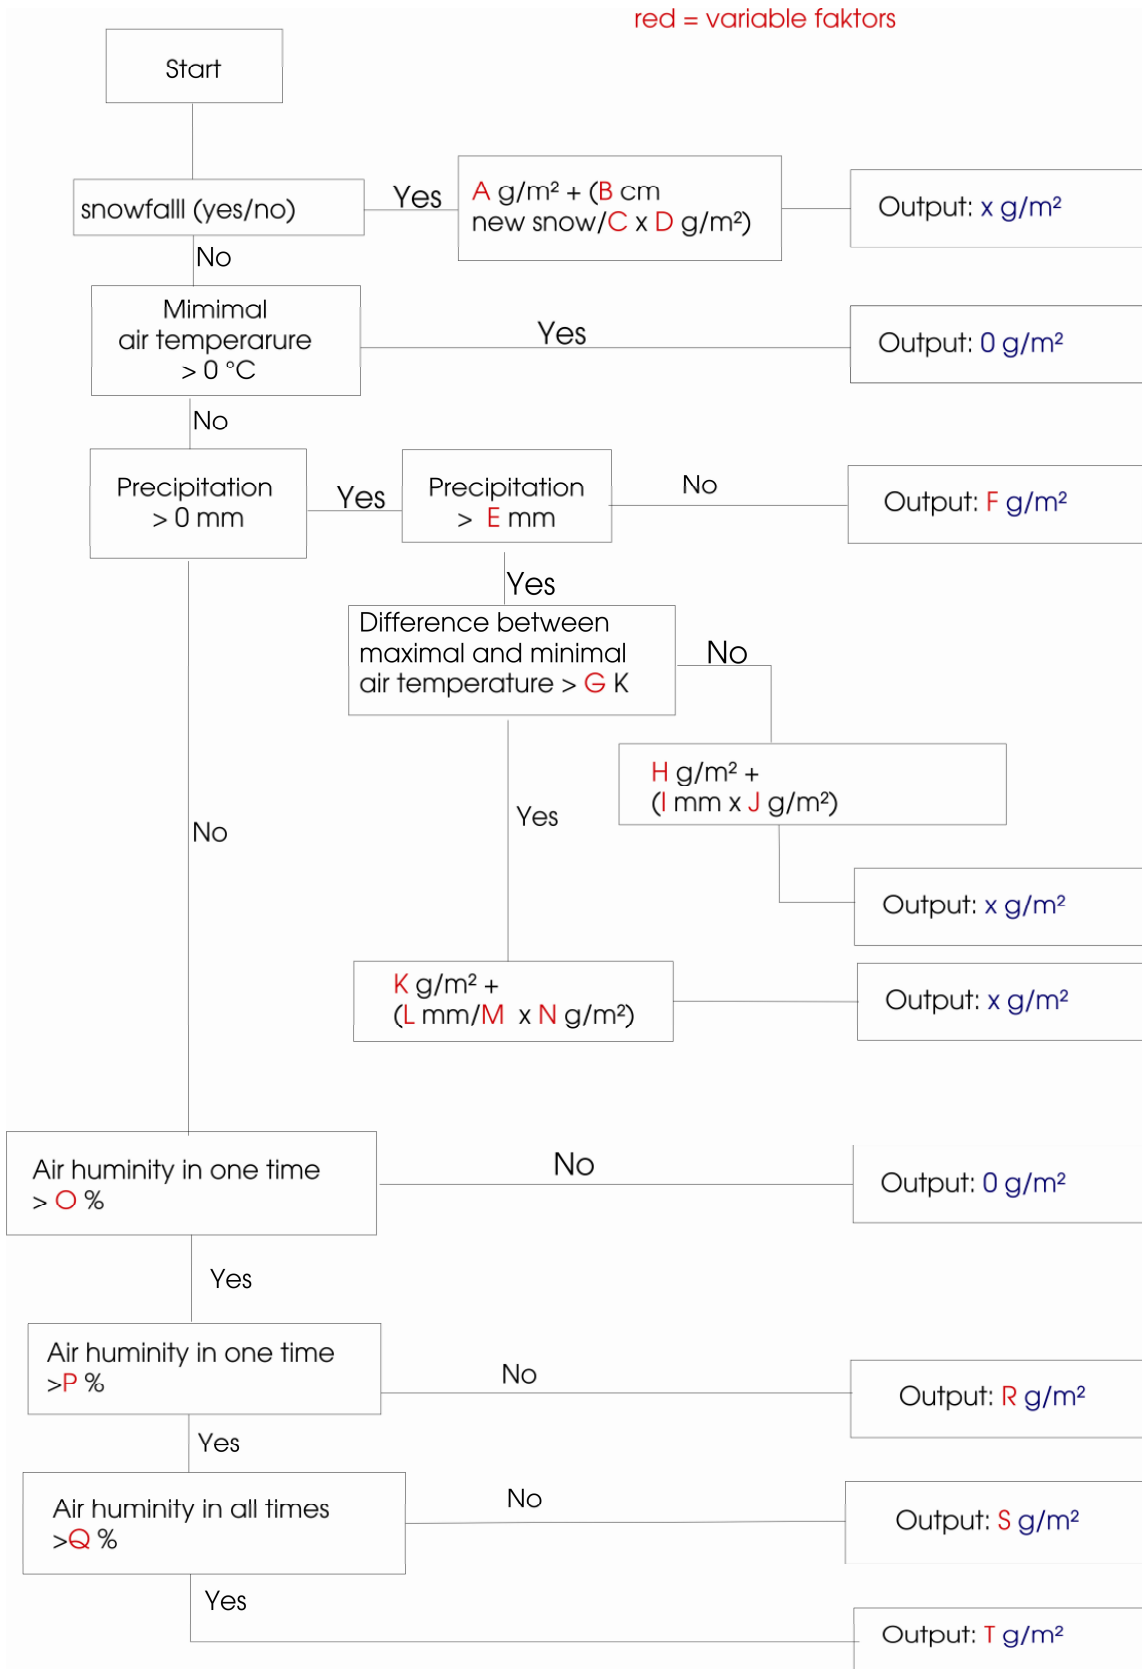 red = variable faktors
Start
snowfalll (yes/no)
Yes
A g/m² + (B cm
new snow/C x D g/m²)
Output: x g/m²
No
Mimimal
air temperarure
> 0 °C
Yes
Output: 0 g/m²
No
Precipitation
> 0 mm
Yes
Precipitation
> E mm
No
Output: F g/m²
Yes
Difference between
maximal and minimal
air temperature > G K
No
H g/m² +
(I mm x J g/m²)
Yes
No
Output: x g/m²
K g/m² +
(L mm/M x N g/m²)
Output: x g/m²
Air huminity in one time
> O %
No
Output: 0 g/m²
Yes
Air huminity in one time
>P %
No
Output: R g/m²
Yes
Air huminity in all times
>Q %
No
Output: S g/m²
Yes
Output: T g/m²